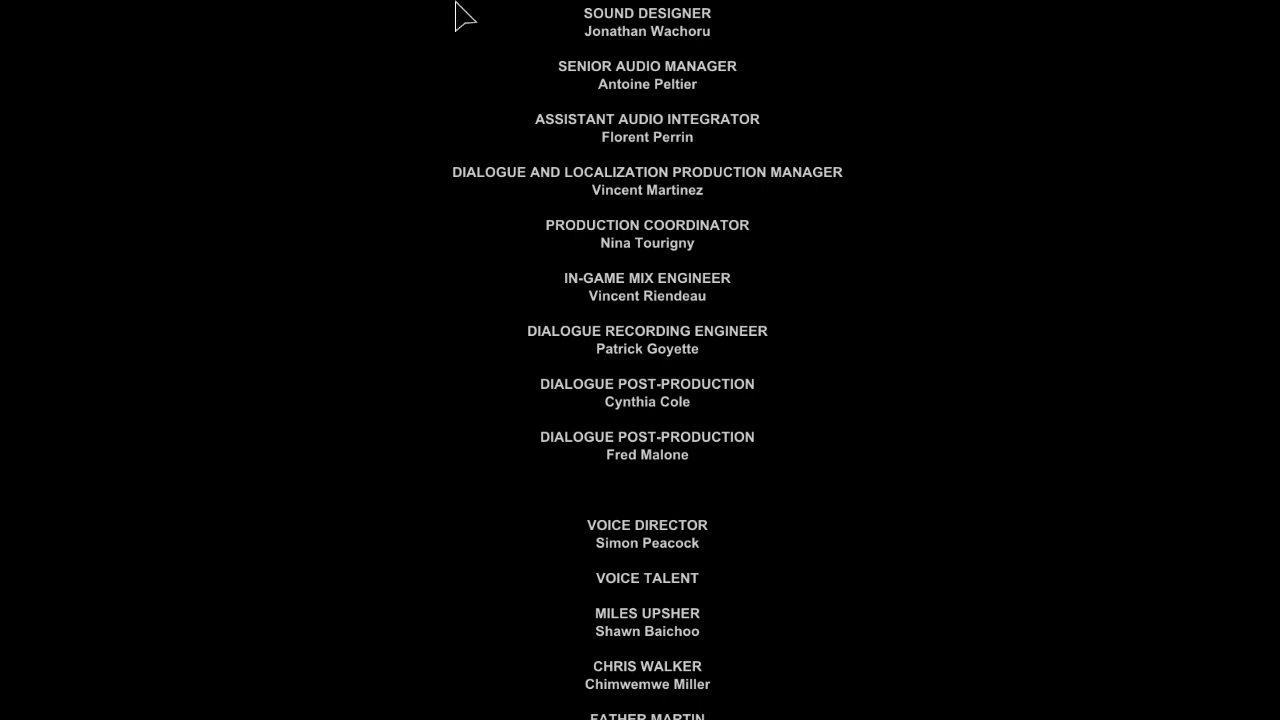 SOUND DESIGNER
Jonathan Wachoru
SENIOR AUDIO MANAGER
Antoine Peltier
ASSISTANT AUDIO INTEGRATOR
Florent Perrin
DIALOGUE AND LOCALIZATION PRODUCTION MANAGER
Vincent Martinez
PRODUCTION COORDINATOR
Nina Tourigny
IN-GAME MIX ENGINEER
Vincent Riendeau
DIALOGUE RECORDING ENGINEER
Patrick Goyette
DIALOGUE POST-PRODUCTION
Cynthia Cole
DIALOGUE POST-PRODUCTION
Fred Malone
VOICE DIRECTOR
Simon Peacock
VOICE TALENT
MILES UPSHER
Shawn Baichoo
CHRIS WALKER
Chimwemwe Miller
FATHER MARTIN